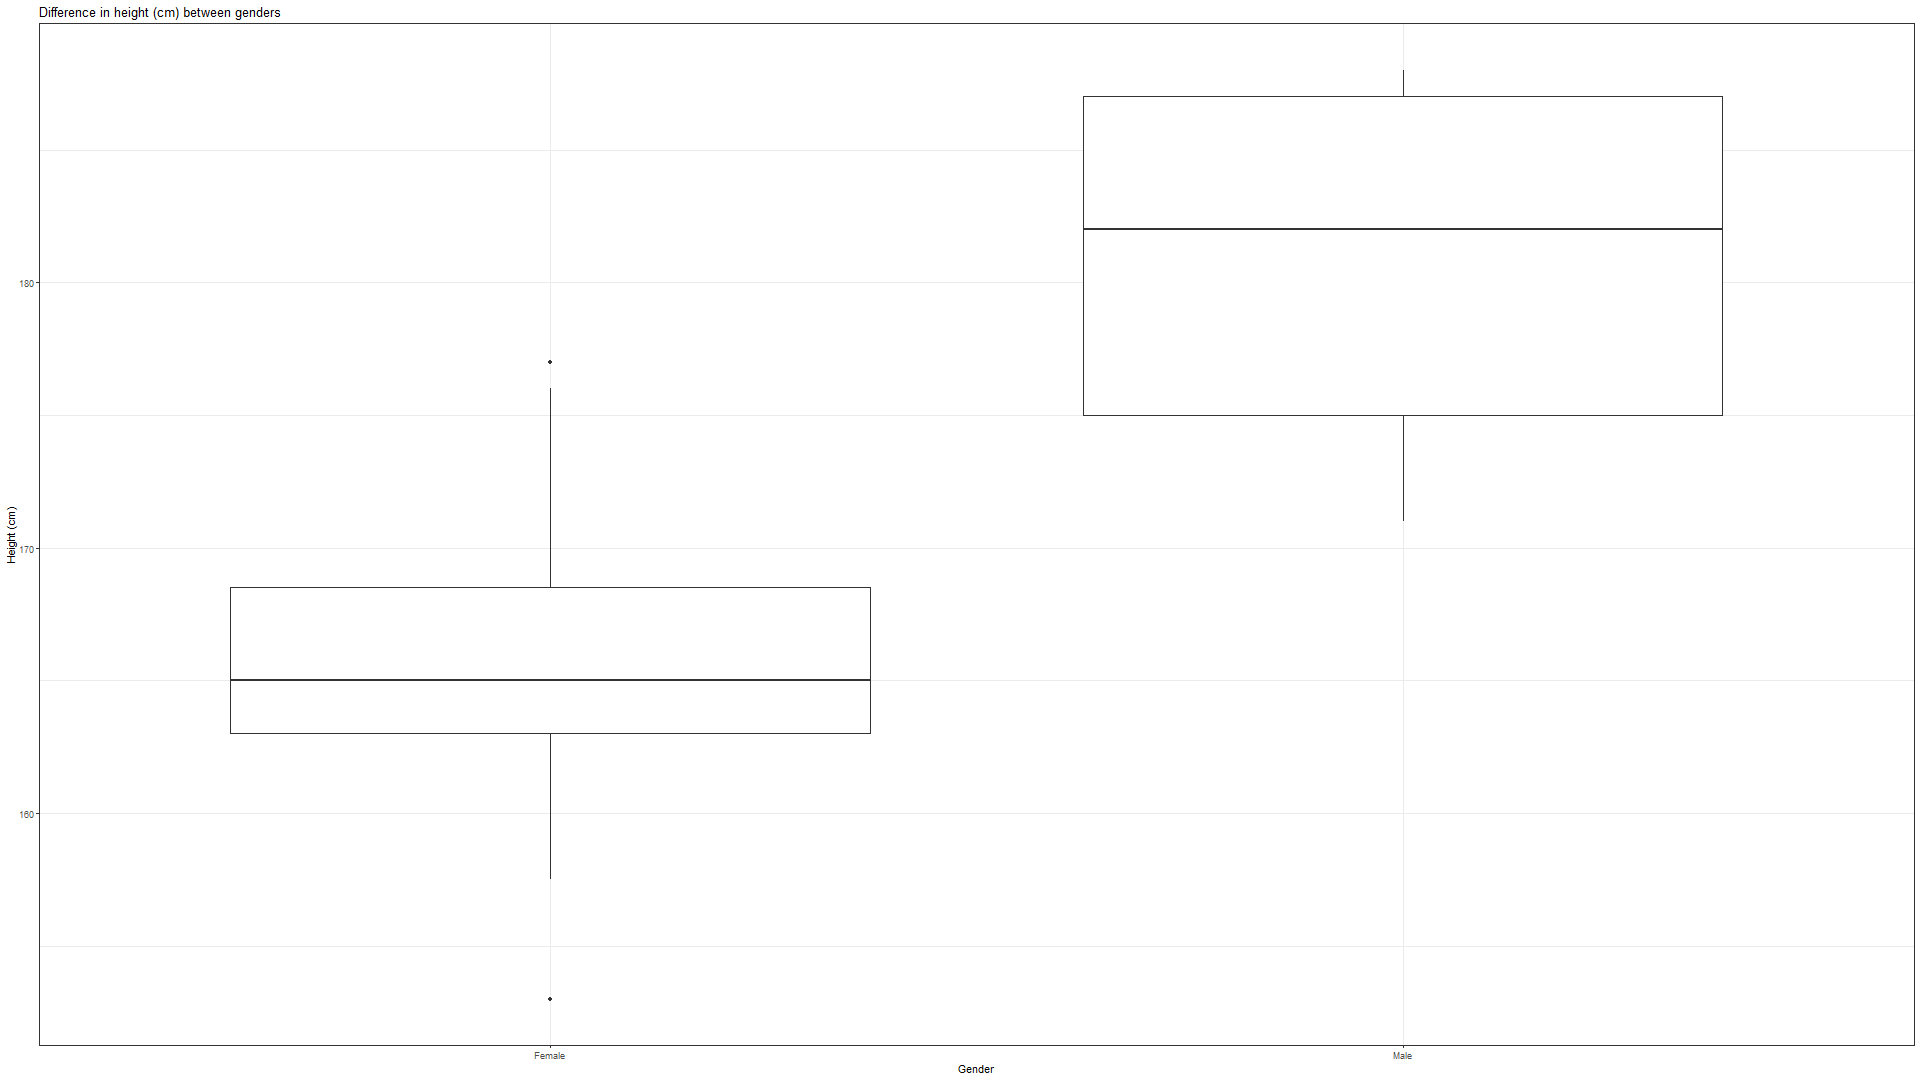 Difference in height (cm) between genders
Height (cm)
180
170
160
Female
Male
Gender